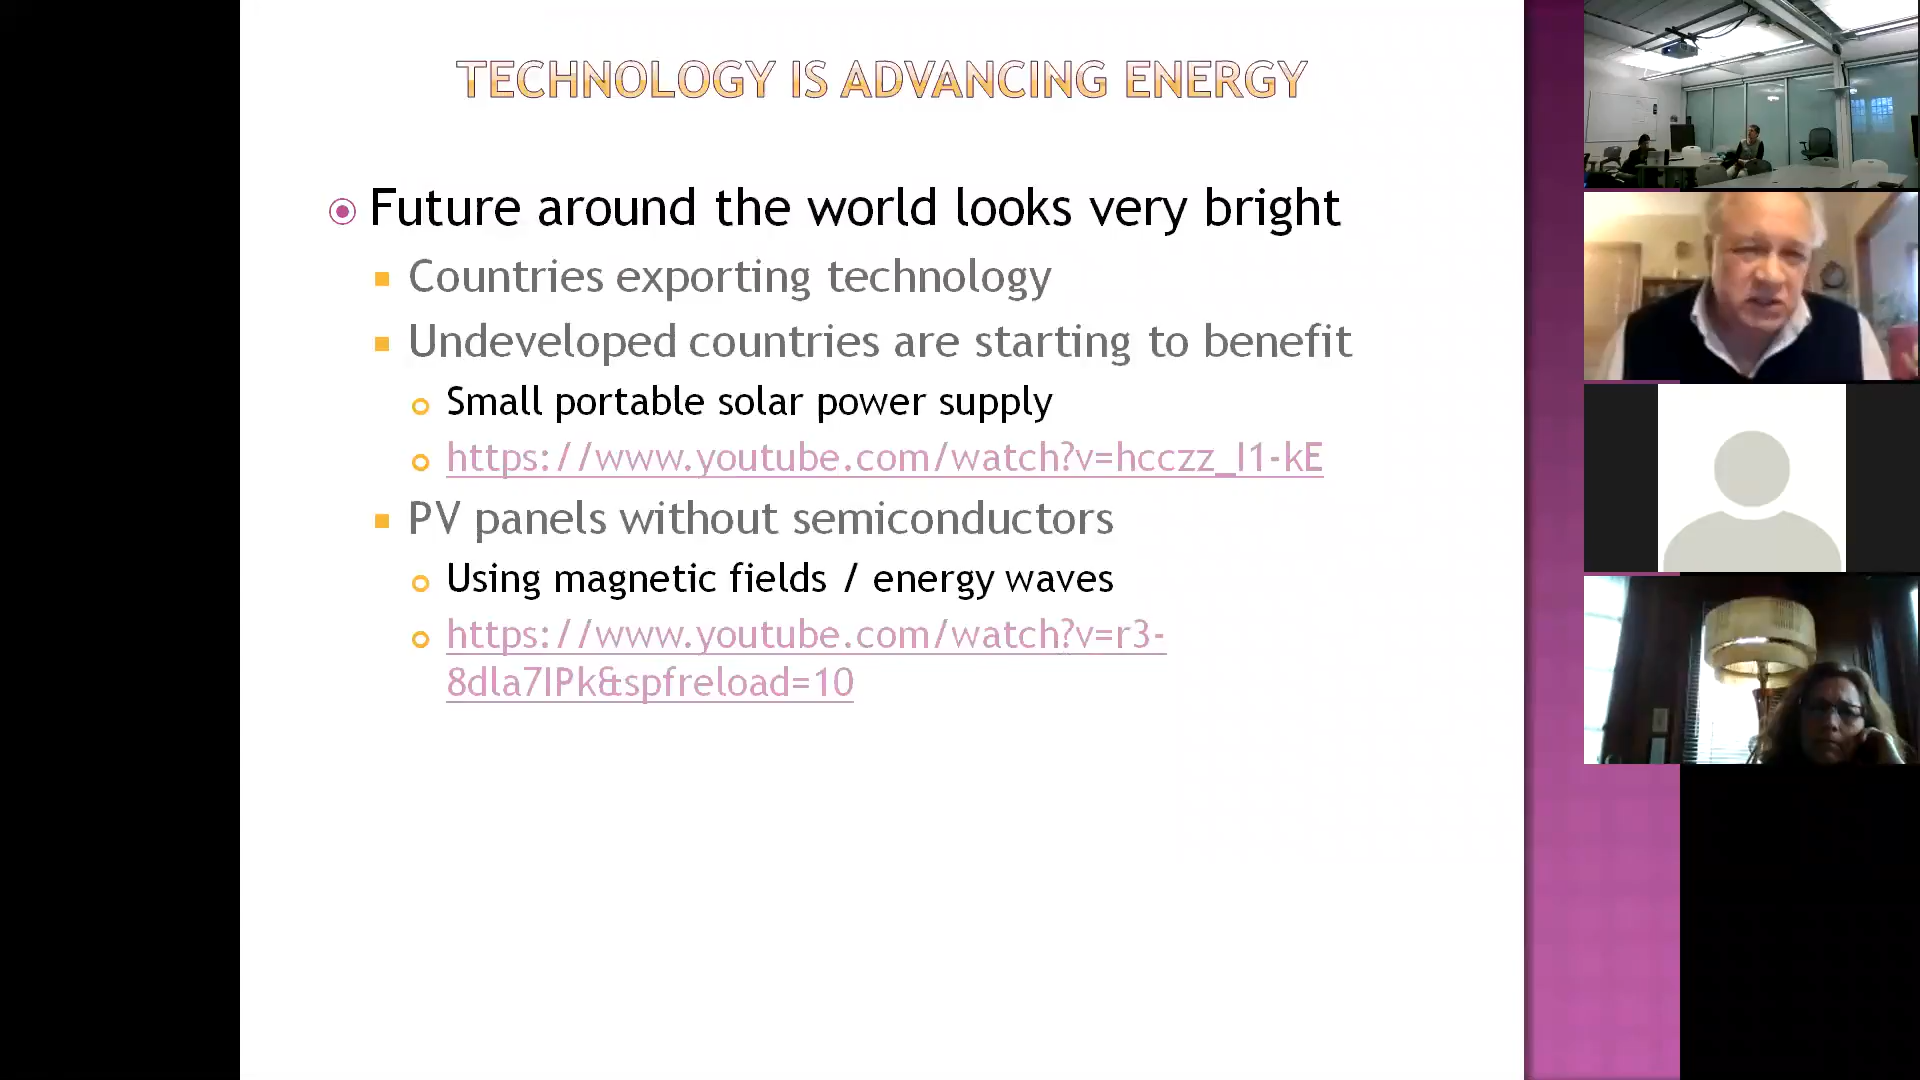 TECHNOLOGY IS ADVANCING ENERGY
Future around the world looks very bright
Countries exporting technology
Undeveloped countries are starting to benefit
Small portable solar power supply
https://www.youtube.com/watch?v=hcczz_I1-kE
PV panels without semiconductors
Using magnetic fields / energy waves
https://www.youtube.com/watch?v=r3-
8dla7IPk&spfreload=10